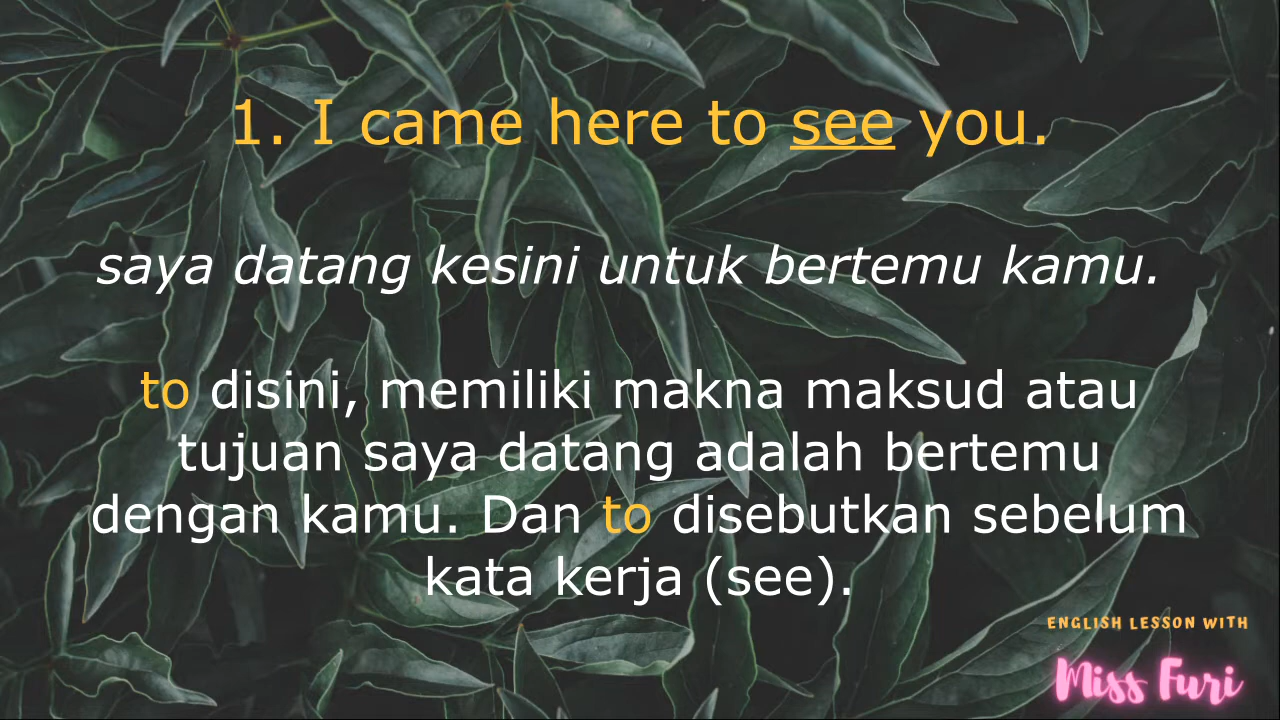 1. I came here to see you.
saya datang kesini untuk bertemu kamu.
to disini, memiliki makna maksud atau
tujuan saya datang adalah bertemu
dengan kamu. Dan to disebutkan sebelum
kata kerja (see).
ENGLISH LESSON WITH
Miss Furi